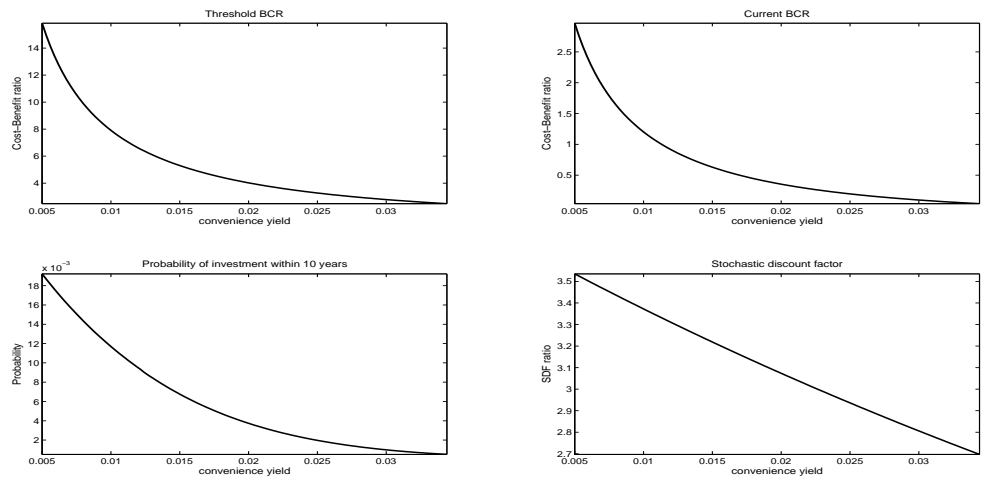 Threshold BCR
14
12
10
8
6
4
0.005 0.01 0.015 0.02 0.025 0.03
Cost–Benefit ratio
convenience yield
Current BCR
2.5
2
1.5
1
0.5
0.005 0.01 0.015 0.02 0.025 0.03
Cost–Benefit ratio
convenience yield
Probability of investment within 10 years
x 10⁻³
18
16
14
12
10
8
6
4
2
0.005 0.01 0.015 0.02 0.025 0.03
Probability
convenience yield
Stochastic discount factor
3.5
3.4
3.3
3.2
3.1
3
2.9
2.8
2.7
0.005 0.01 0.015 0.02 0.025 0.03
SDF ratio
convenience yield